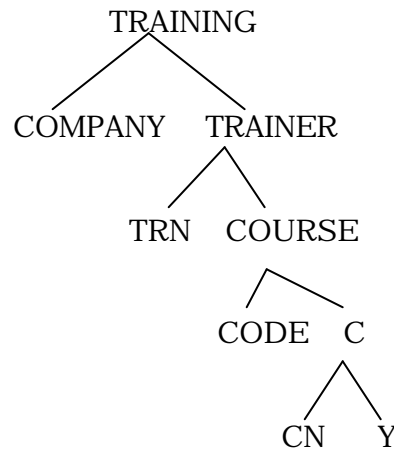 TRAINING
COMPANY TRAINER
TRN COURSE
CODE C
CN Y